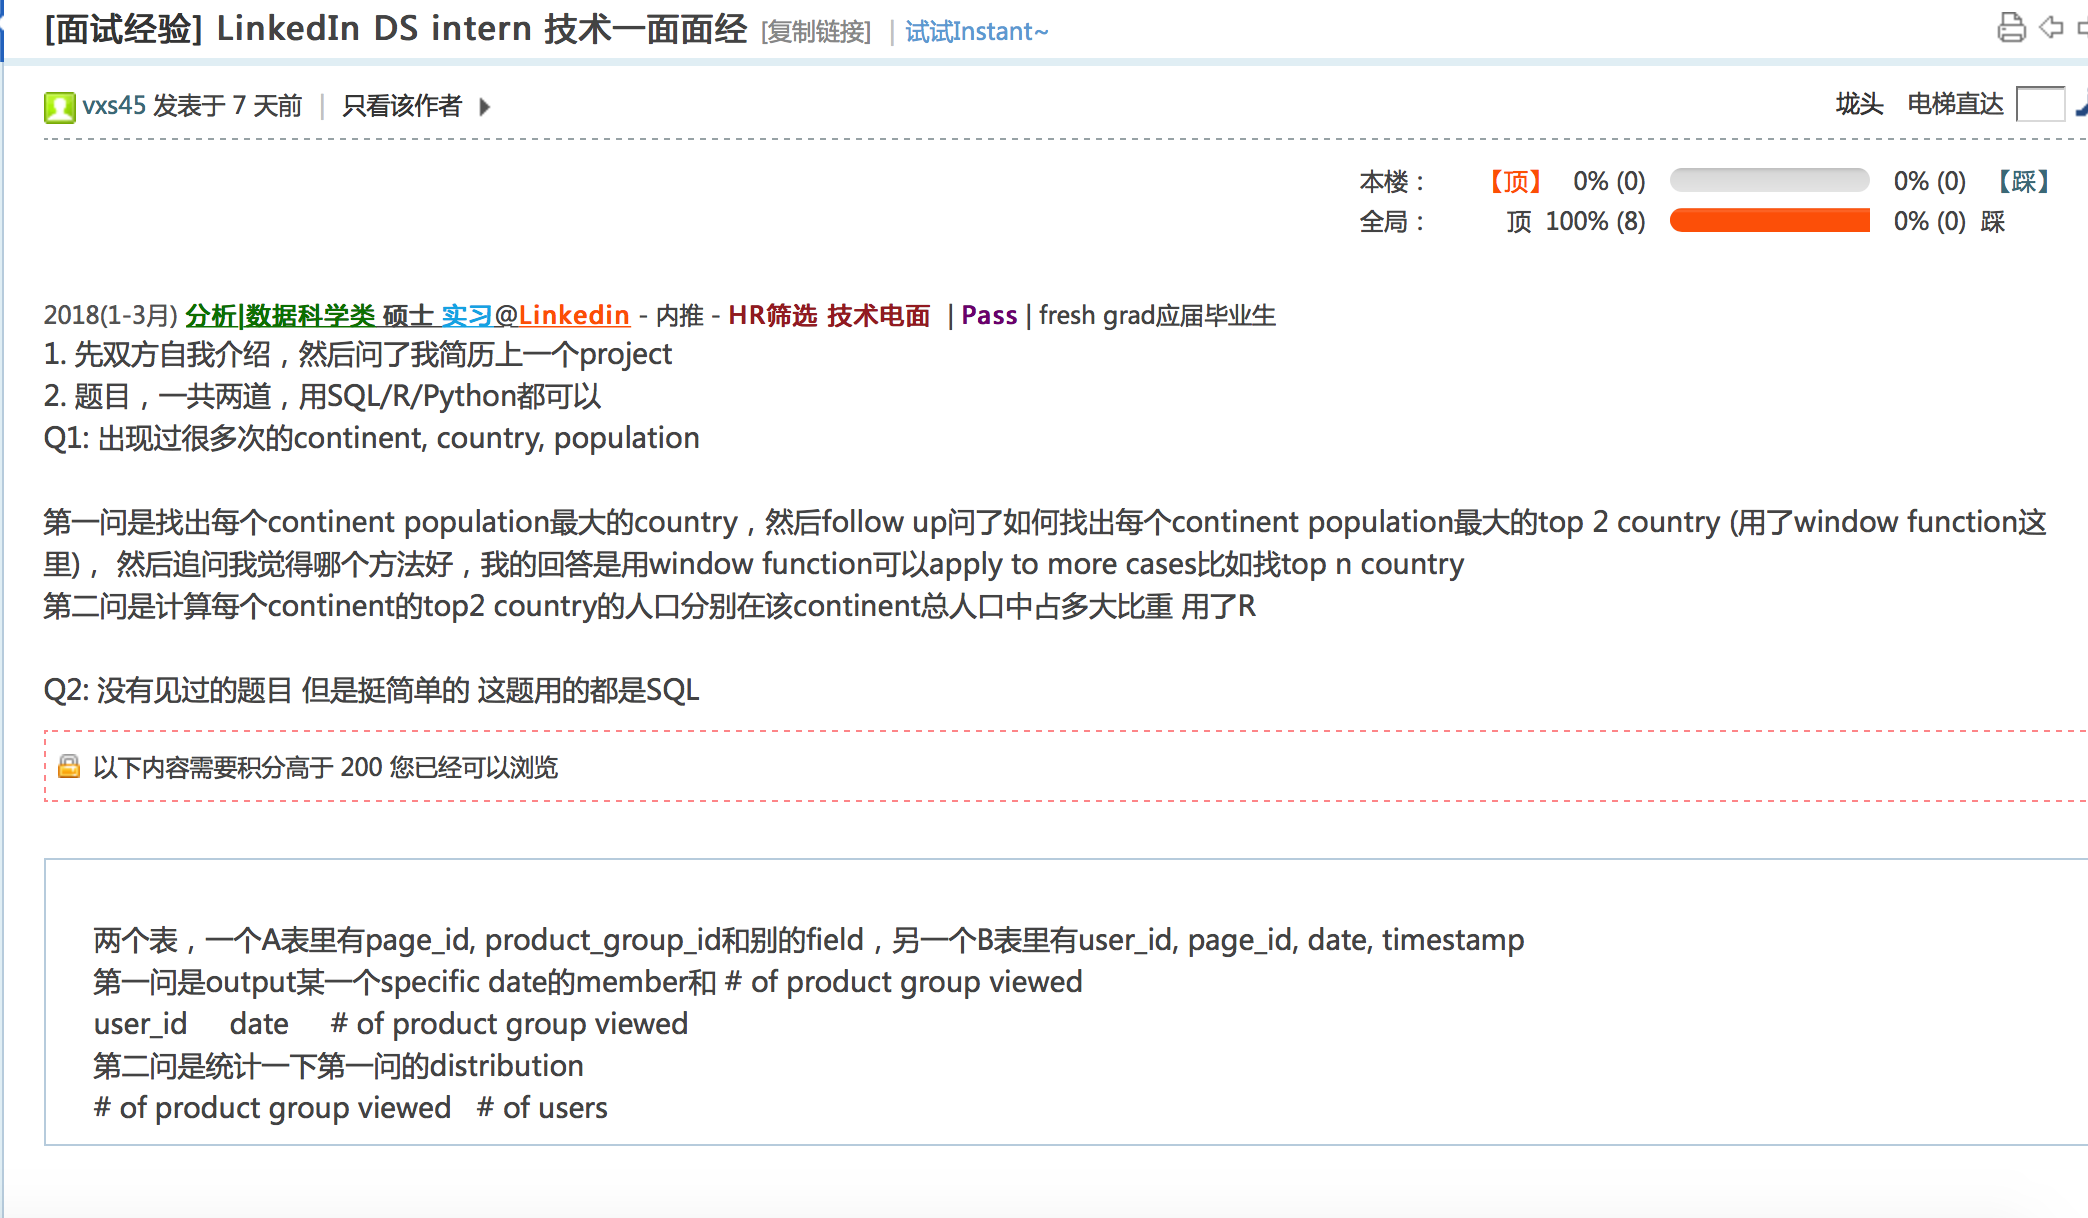 [面试经验] LinkedIn DS intern 技术一面面经 [复制链接] | 试试Instant~
vxs45 发表于 7 天前 | 只看该作者
垅头 电梯直达
本楼： 【顶】 0% (0) 0% (0) 【踩】
全局： 顶 100% (8) 0% (0) 踩
2018(1-3月) 分析|数据科学类 硕士 实习@Linkedin - 内推 - HR筛选 技术电面 | Pass | fresh grad应届毕业生
1. 先双方自我介绍，然后问了我简历上一个project
2. 题目，一共两道，用SQL/R/Python都可以
Q1: 出现过很多次的continent, country, population
第一问是找出每个continent population最大的country，然后follow up问了如何找出每个continent population最大的top 2 country (用了window function这
里)， 然后追问我觉得哪个方法好，我的回答是用window function可以apply to more cases比如找top n country
第二问是计算每个continent的top2 country的人口分别在该continent总人口中占多大比重 用了R
Q2: 没有见过的题目 但是挺简单的 这题用的都是SQL
以下内容需要积分高于 200 您已经可以浏览
两个表，一个A表里有page_id, product_group_id和别的field，另一个B表里有user_id, page_id, date, timestamp
第一问是output某一个specific date的member和 # of product group viewed
user_id date # of product group viewed
第二问是统计一下第一问的distribution
# of product group viewed # of users